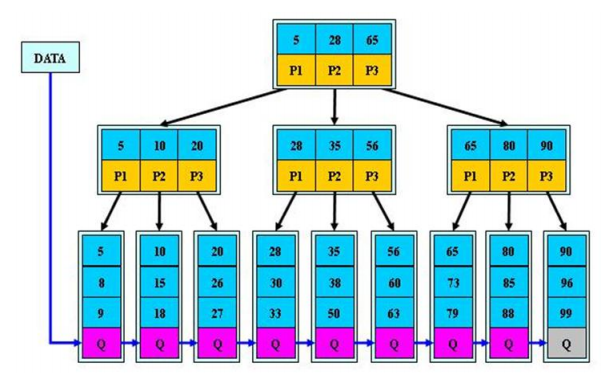 5 28 65
DATA
P1 P2 P3
5 10 20 28 35 56 65 80 90
P1 P2 P3 P1 P2 P3 P1 P2 P3
5 10 20 28 35 56 65 80 90
8 15 26 30 38 60 73 85 96
9 18 27 33 50 63 79 88 99
Q Q Q Q Q Q Q Q Q